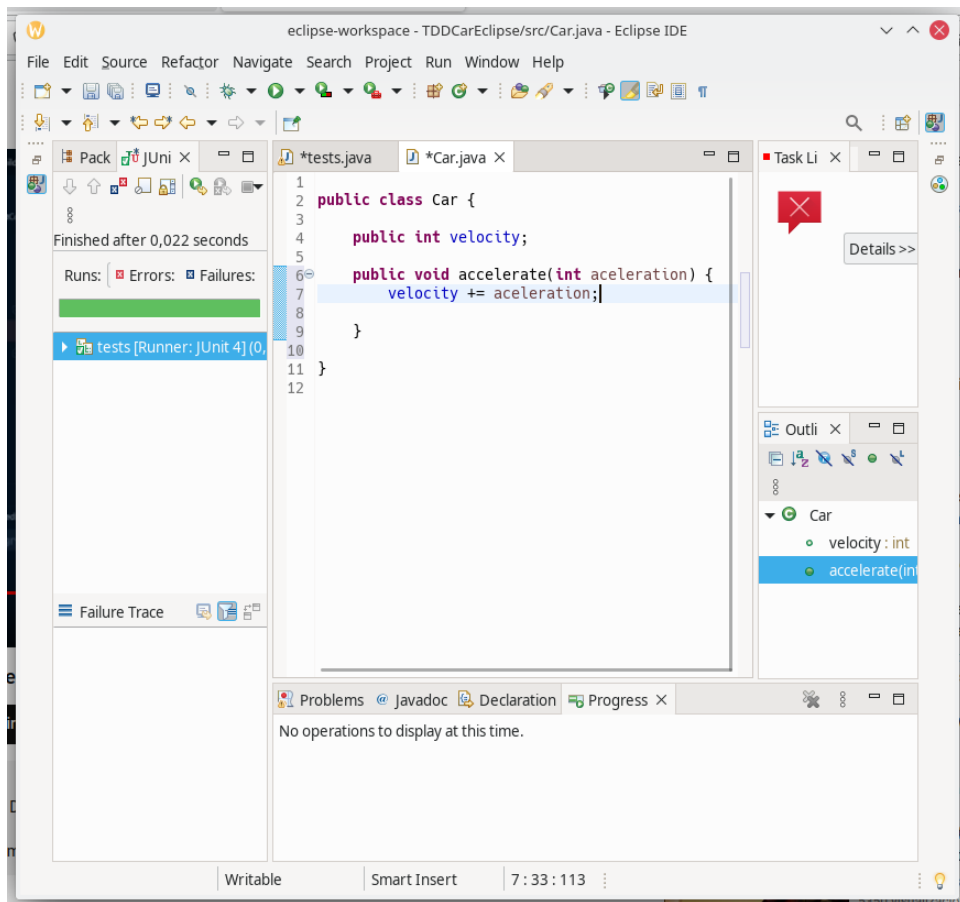 eclipse-workspace - TDDCarEclipse/src/Car.java - Eclipse IDE
File Edit Source Refactor Navigate Search Project Run Window Help
Pack JUni
*tests.java *Car.java
Task Li
Finished after 0,022 seconds
Runs: Errors: Failures:
tests [Runner: JUnit 4] (0,
Failure Trace
1
2 public class Car {
3
4 public int velocity;
5
6 public void accelerate(int aceleration) {
7 velocity += aceleration;
8
9 }
10
11 }
12
Details >>
Outli
Car
velocity : int
accelerate(int
Problems @ Javadoc Declaration Progress
No operations to display at this time.
Writable Smart Insert 7 : 33 : 113